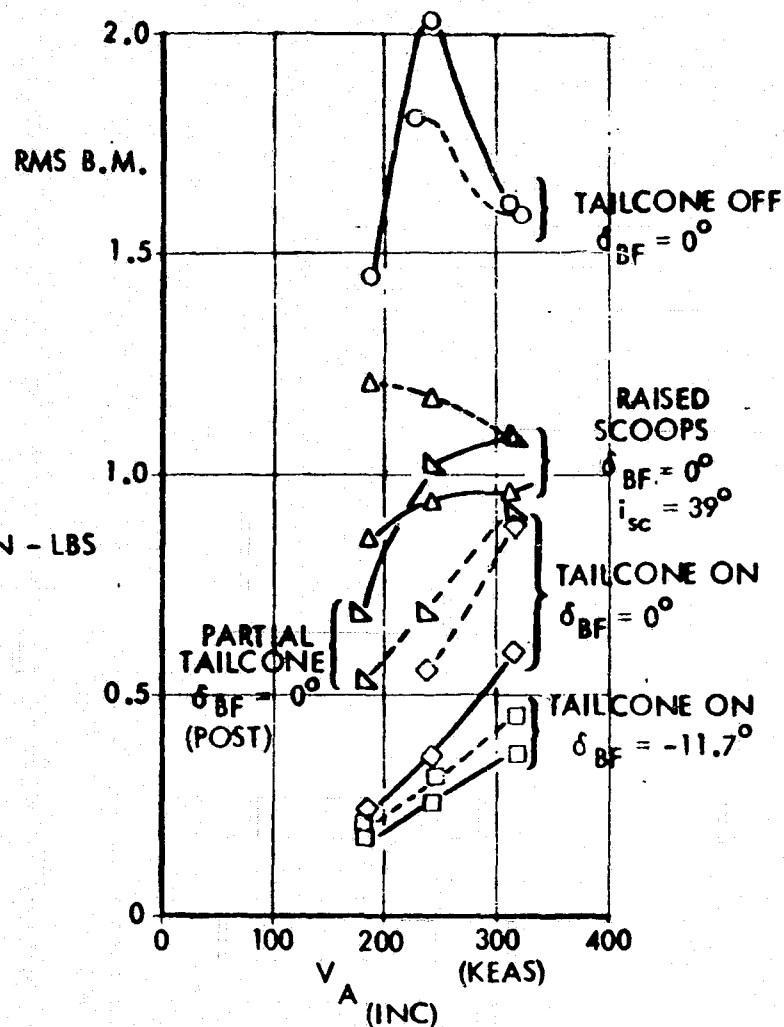 2.0
RMS B.M.
TAILCONE OFF
δBF = 0°
1.5
RAISED
SCOOPS
δBF = 0°
isc = 39°
1.0
N - LBS
TAILCONE ON
δBF = 0°
PARTIAL
TAILCONE
δBF = 0°
(POST)
0.5
TAILCONE ON
δBF = -11.7°
0
0 100 200 300 400
VA (INC) (KEAS)